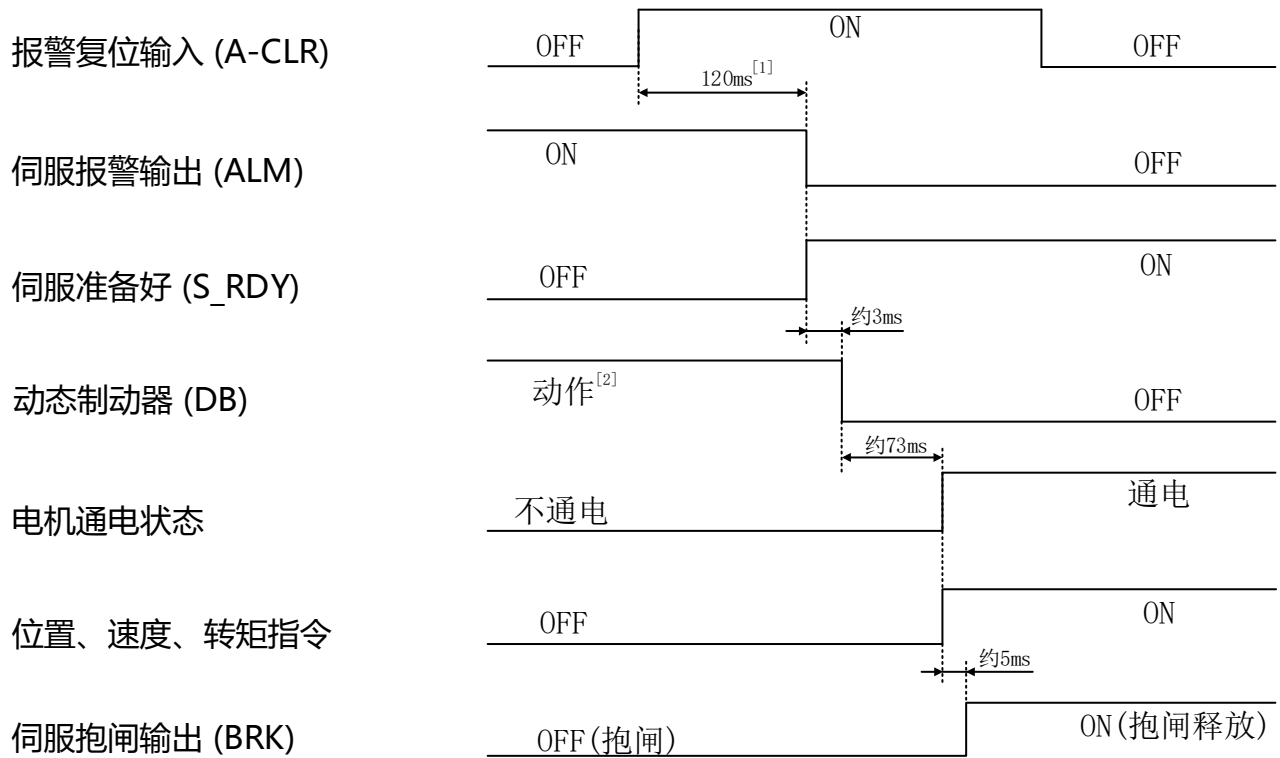 报警复位输入 (A-CLR) OFF ON OFF
120ms[1]
伺服报警输出 (ALM) ON OFF
伺服准备好 (S_RDY) OFF ON
约3ms
动态制动器 (DB) 动作[2] OFF
约73ms
电机通电状态 不通电 通电
位置、速度、转矩指令 OFF ON
约5ms
伺服抱闸输出 (BRK) OFF(抱闸) ON(抱闸释放)